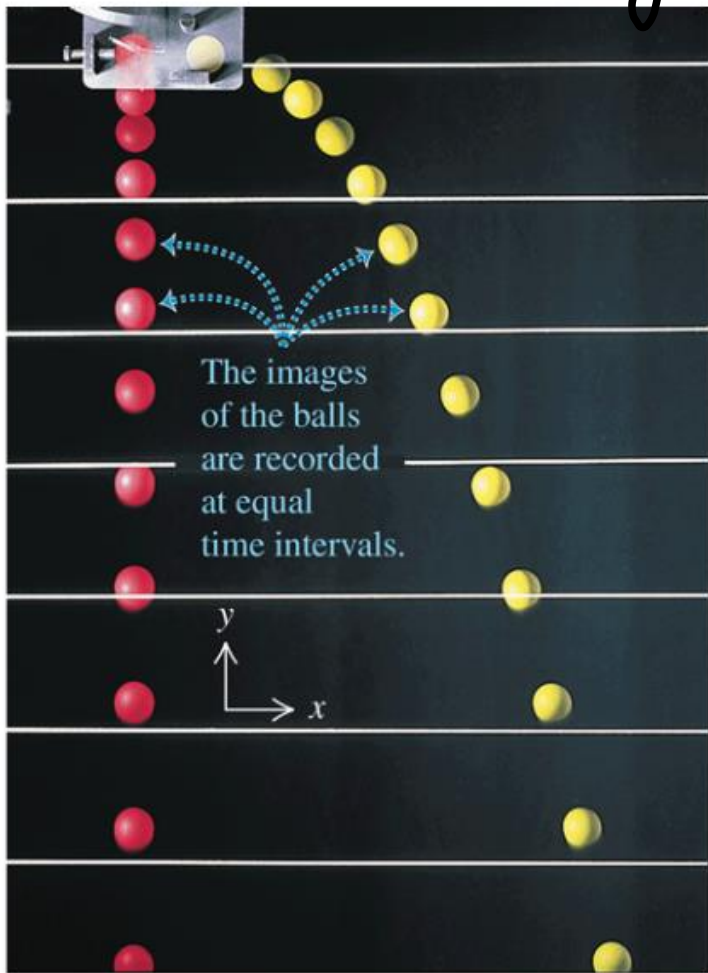 The images
of the balls
are recorded
at equal
time intervals.
y
x